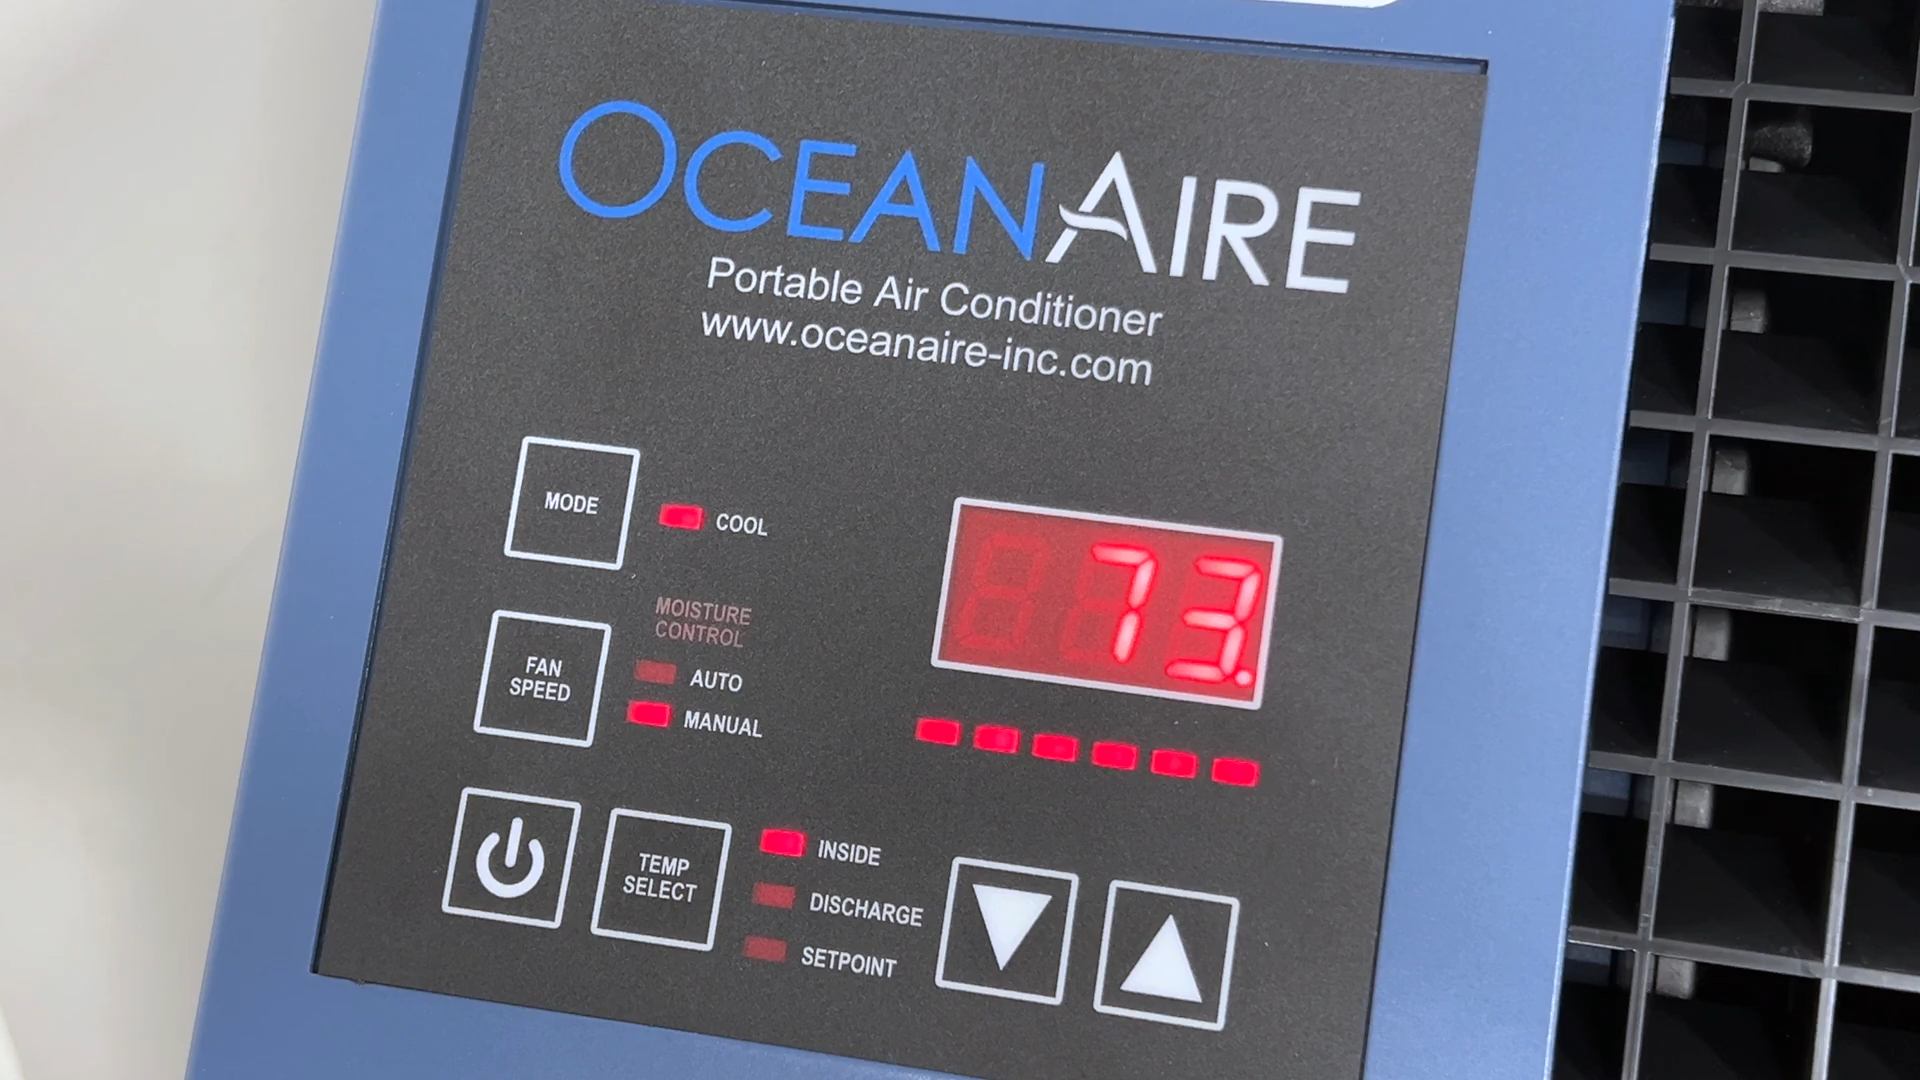 OCEANAIRE
Portable Air Conditioner
www.oceanaire-inc.com
MODE
COOL
73.
MOISTURE
CONTROL
FAN
SPEED
AUTO
MANUAL
TEMP
SELECT
INSIDE
DISCHARGE
SETPOINT